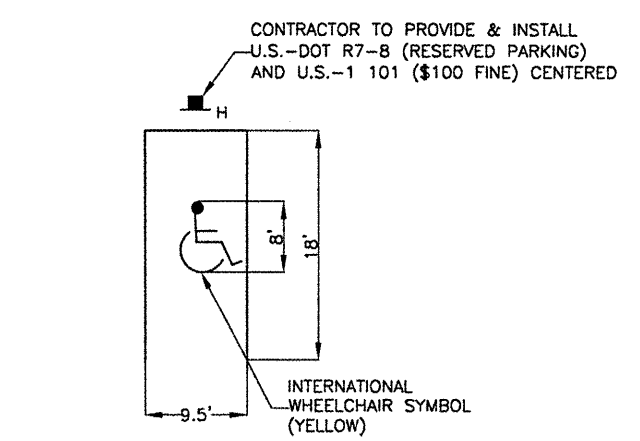 CONTRACTOR TO PROVIDE & INSTALL
U.S.-DOT R7-8 (RESERVED PARKING)
AND U.S.-1 101 ($100 FINE) CENTERED
H
8'
18'
9.5'
INTERNATIONAL
WHEELCHAIR SYMBOL
(YELLOW)